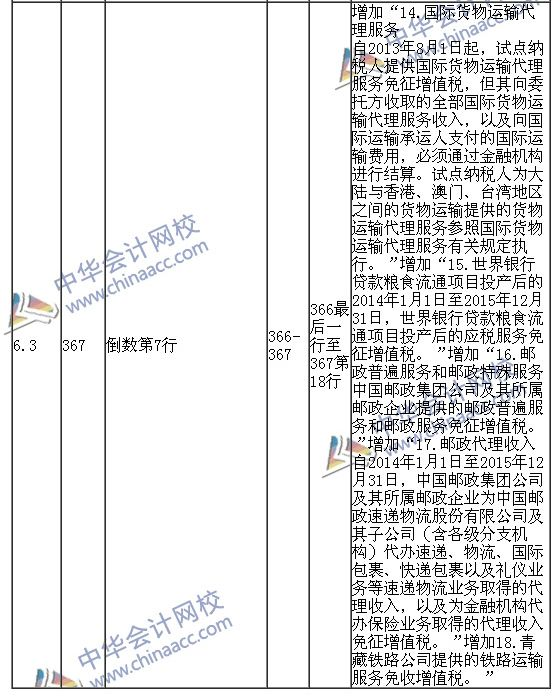 增加“14.国际货物运输代
理服务
自2013年8月1日起，试点纳
税人提供国际货物运输代理
服务免征增值税，但其向委
托方收取的全部国际货物运
输代理服务收入，以及向国
际运输承运人支付的国际运
输费用，必须通过金融机构
进行结算。试点纳税人为大
陆与香港、澳门、台湾地区
之间的货物运输提供的货物
运输代理服务参照国际货物
运输代理服务有关规定执
行。”增加“15.世界银行
贷款粮食流通项目投产后的
2014年1月1日至2015年12月
31日，世界银行贷款粮食流
通项目投产后的应税服务免
征增值税。”增加“16.邮
政普遍服务和邮政特殊服务
中国邮政集团公司及其所属
邮政企业提供的邮政普遍服
务和邮政服务免征增值税。
”增加“17.邮政代理收入
自2014年1月1日至2015年12
月31日，中国邮政集团公司
及其所属邮政企业为中国邮
政速递物流股份有限公司及
其子公司（含各级分支机
构）代办速递、物流、国际
包裹、快递包裹以及礼仪业
务等速递物流业务取得的代
理收入，以及为金融机构代
办保险业务取得的代理收入
免征增值税。”增加18.青
藏铁路公司提供的铁路运输
服务免收增值税。”
6.3
367
倒数第7行
366-
367
366最
后一
行至
367第
18行
中华会计网校
www.chinaacc.com
中华会计网校
www.chinaacc.com
中华会计网校
www.chinaacc.com
中华会计网校
www.chinaacc.com